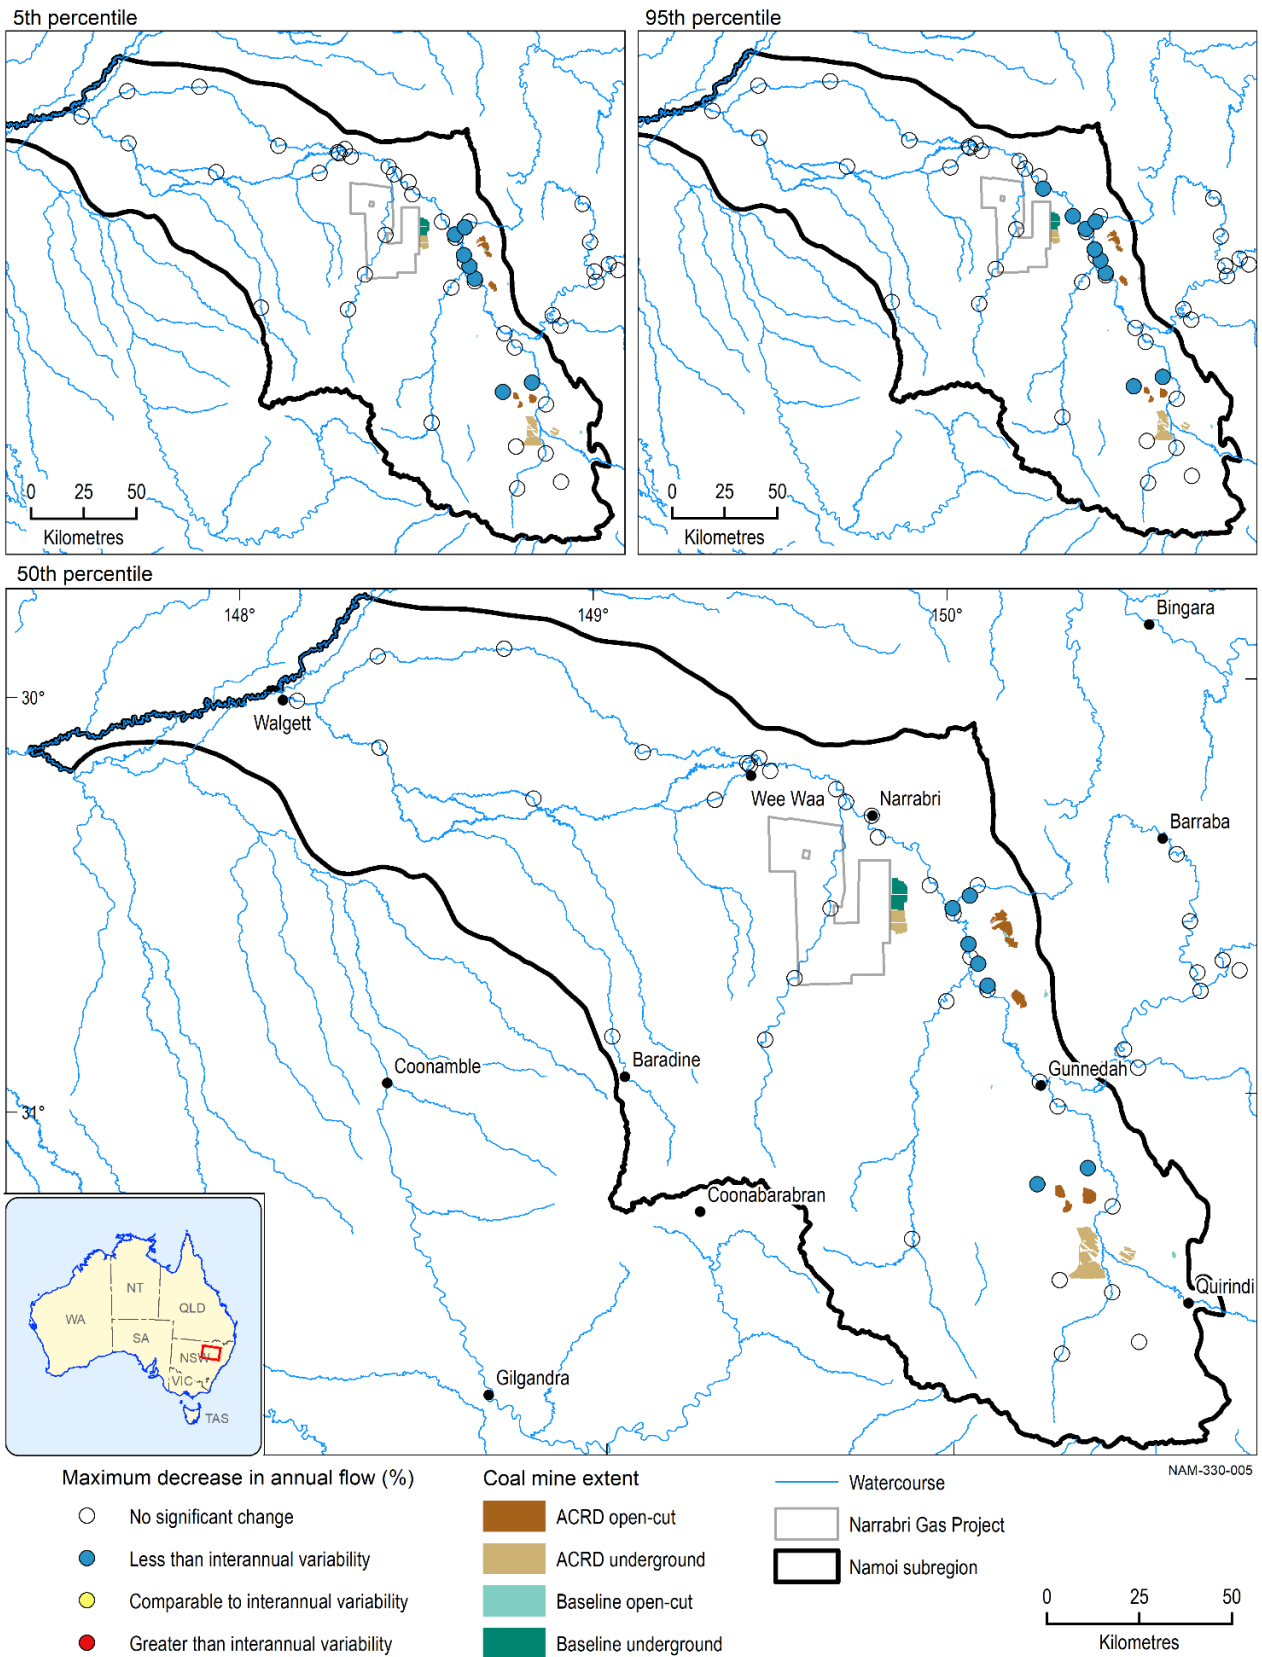 5th percentile
95th percentile
0 25 50
Kilometres
0 25 50
Kilometres
50th percentile
148° 149° 150°
Bingara
30°
Walgett
Wee Waa
Narrabri
Barraba
Coonamble
Baradine
Gunnedah
31°
Coonabarabran
Quirindi
Gilgandra
NT
WA
QLD
SA
NSW
VIC
TAS
NAM-330-005
Maximum decrease in annual flow (%)
No significant change
Less than interannual variability
Comparable to interannual variability
Greater than interannual variability
Coal mine extent
ACRD open-cut
ACRD underground
Baseline open-cut
Baseline underground
Watercourse
Narrabri Gas Project
Namoi subregion
0 25 50
Kilometres